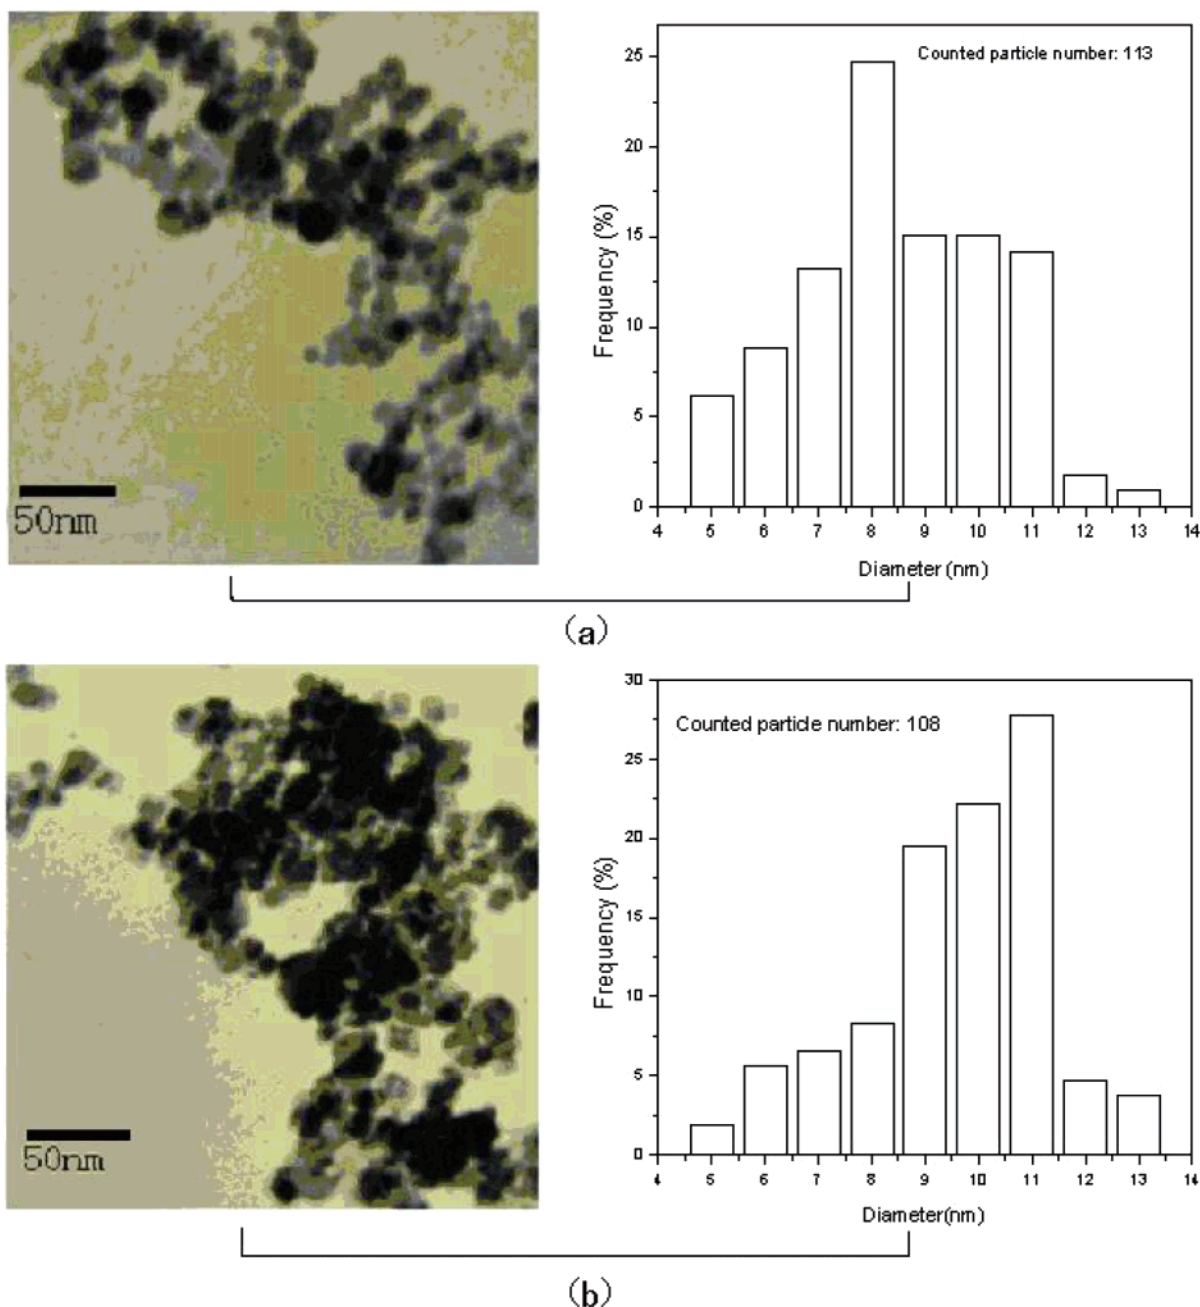 Counted particle number: 113
25
20
15
10
5
0
Frequency (%)
4 5 6 7 8 9 10 11 12 13 14
Diameter (nm)
50nm
(a)
30
Counted particle number: 108
25
20
15
10
5
0
Frequency (%)
4 5 6 7 8 9 10 11 12 13 14
Diameter(nm)
50nm
(b)